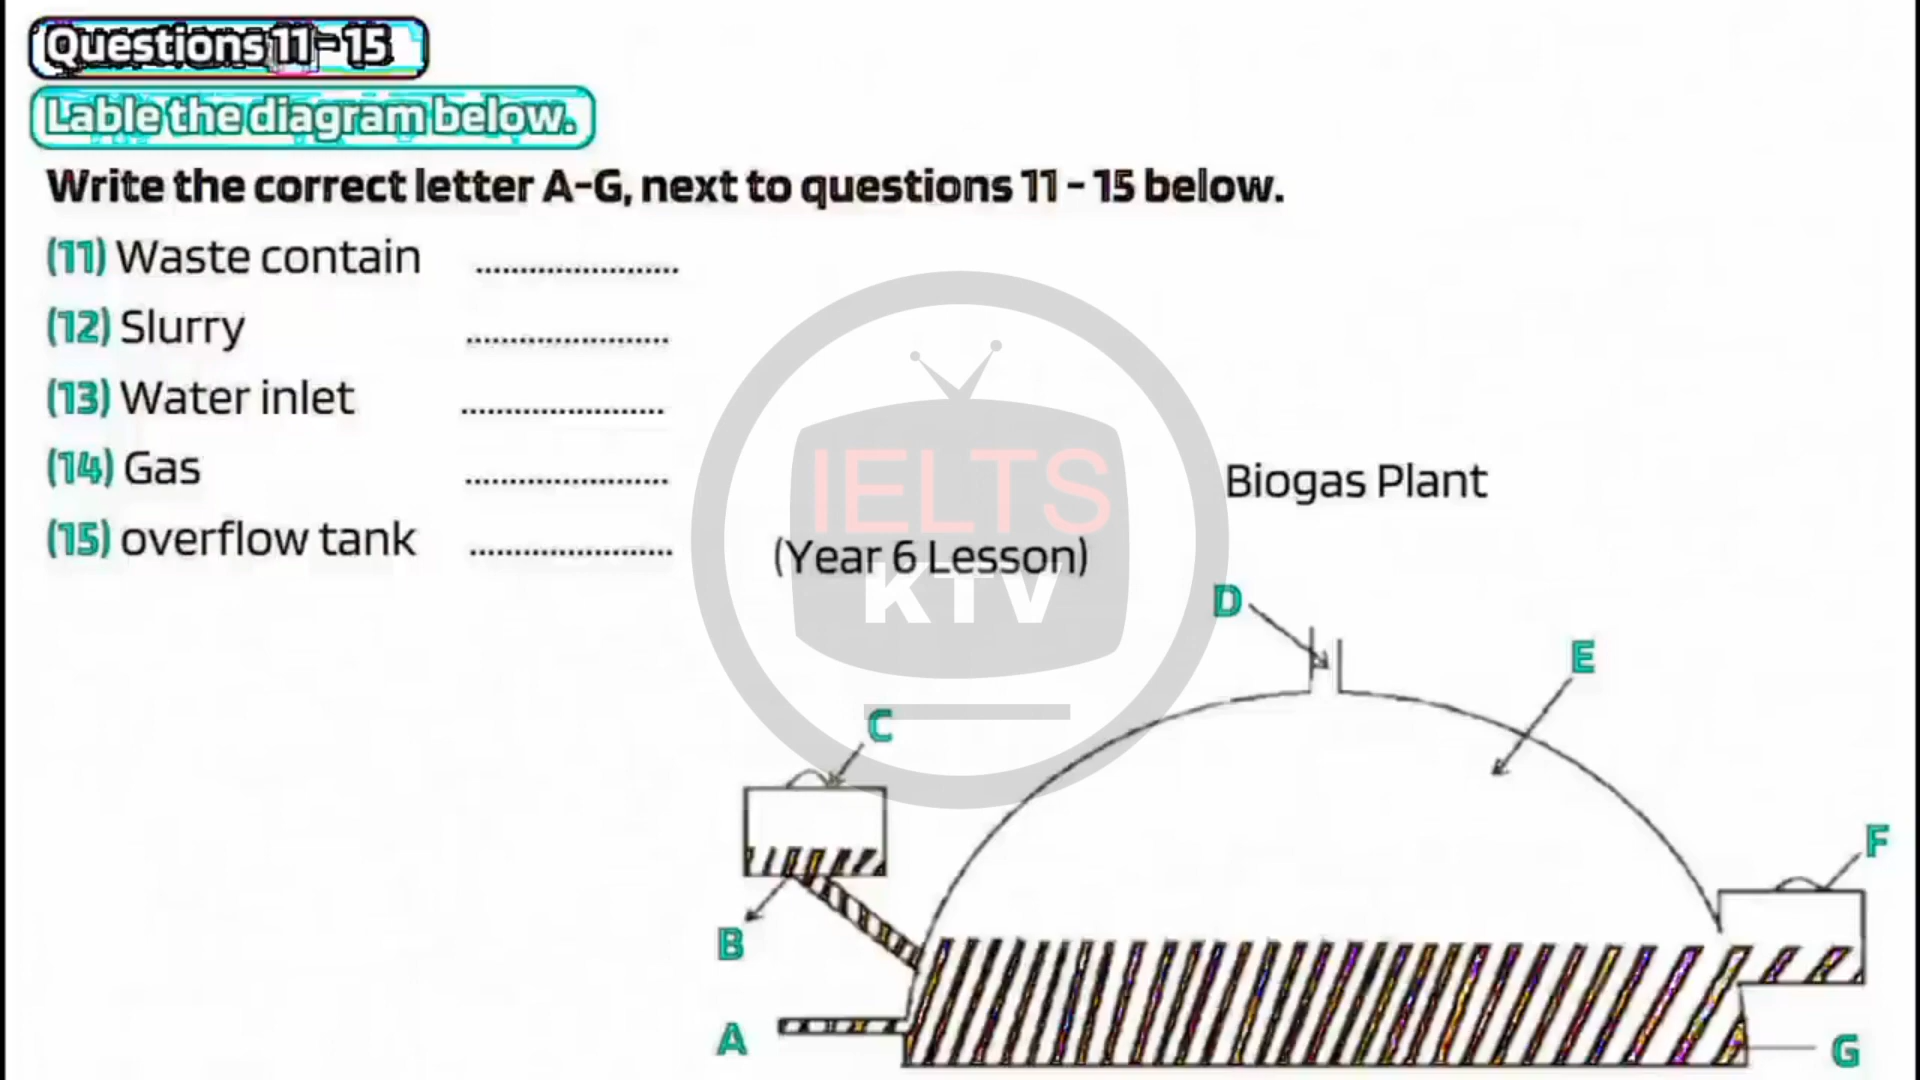 Questions 11 - 15
Lable the diagram below.
Write the correct letter A-G, next to questions 11 - 15 below.
(11) Waste contain ........................
(12) Slurry ........................
(13) Water inlet ........................
(14) Gas ........................
(15) overflow tank ........................
IELTS
KTV
Biogas Plant
(Year 6 Lesson)
D
E
C
F
B
A
G